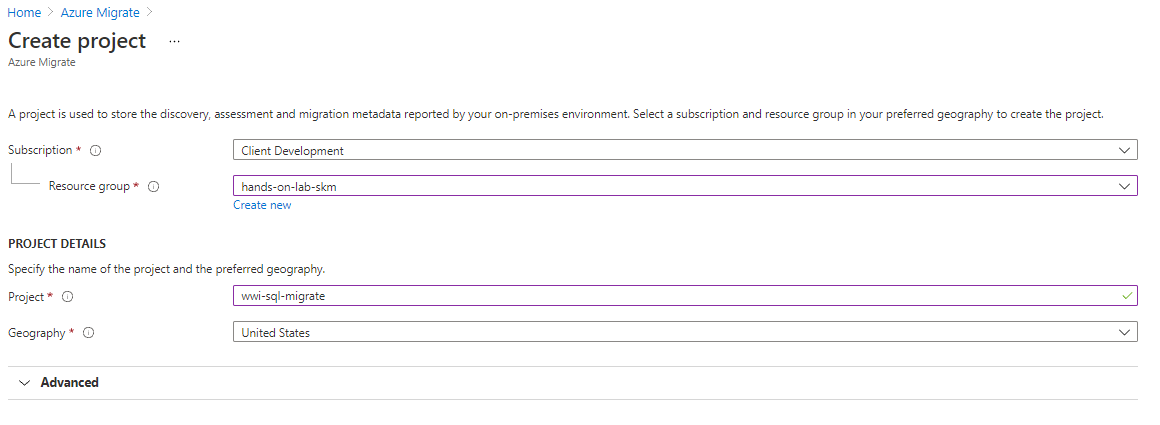 Home > Azure Migrate >
Create project ...
Azure Migrate
A project is used to store the discovery, assessment and migration metadata reported by your on-premises environment. Select a subscription and resource group in your preferred geography to create the project.
Subscription * Client Development
Resource group * hands-on-lab-skm
Create new
PROJECT DETAILS
Specify the name of the project and the preferred geography.
Project * wwi-sql-migrate
Geography * United States
Advanced